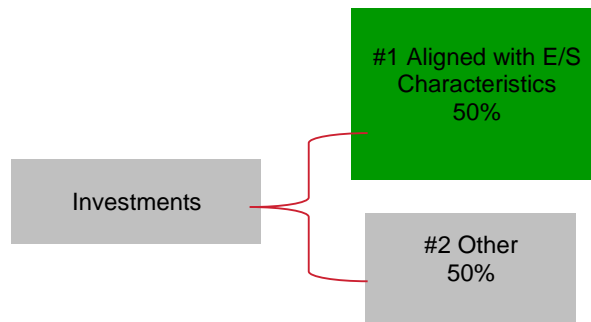 #1 Aligned with E/S
Characteristics
50%
Investments
#2 Other
50%